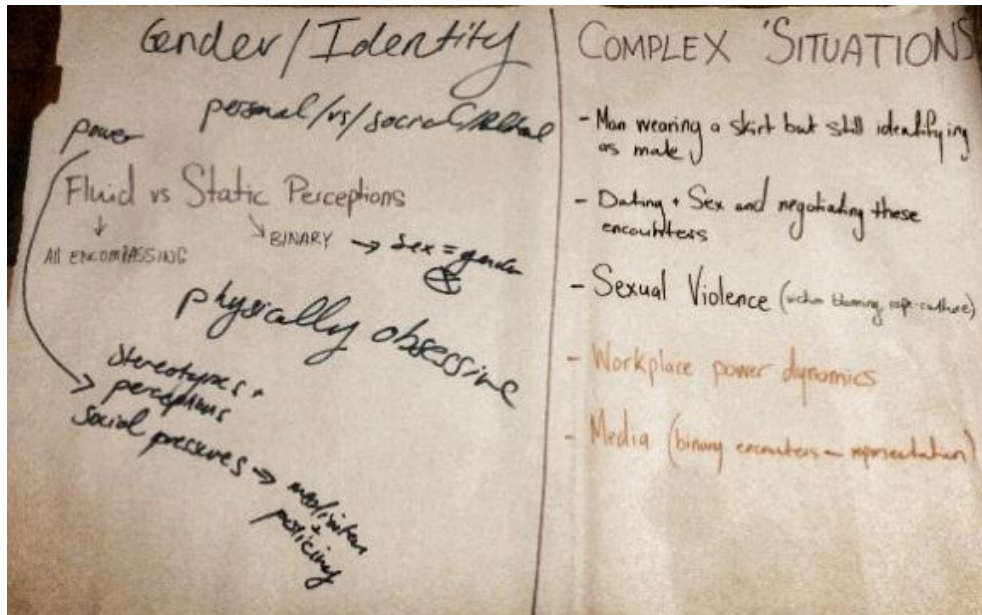 Gender/Identity
personal/vs/social/
power
Fluid vs Static Perceptions
All ENCOMPASSING
BINARY → Sex = gender
physically obsessive
Stereotypes +
perceptions
Social pressures →
+
policing
COMPLEX SITUATIONS
- Man wearing a skirt but still identifying
as male
- Dating + Sex and negotiating these
encounters
- Sexual Violence (victim blaming, rape-culture)
- Workplace power dynamics
- Media (binary encounters - representation)